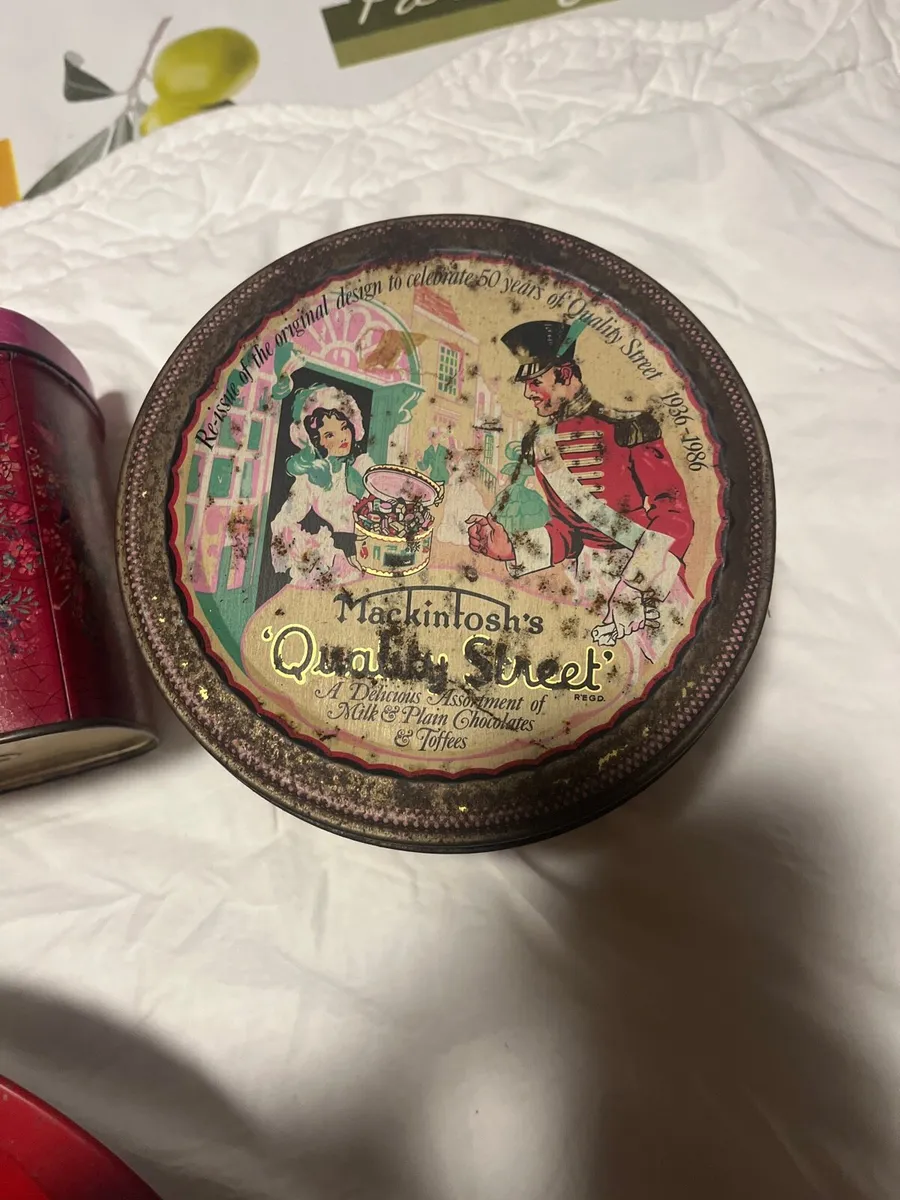 Re-issue of the original design to celebrate 50 years of Quality Street 1936-1986
Mackintosh's
'Quality Street'
REGD.
A Delicious Assortment of
Milk & Plain Chocolates
& Toffees